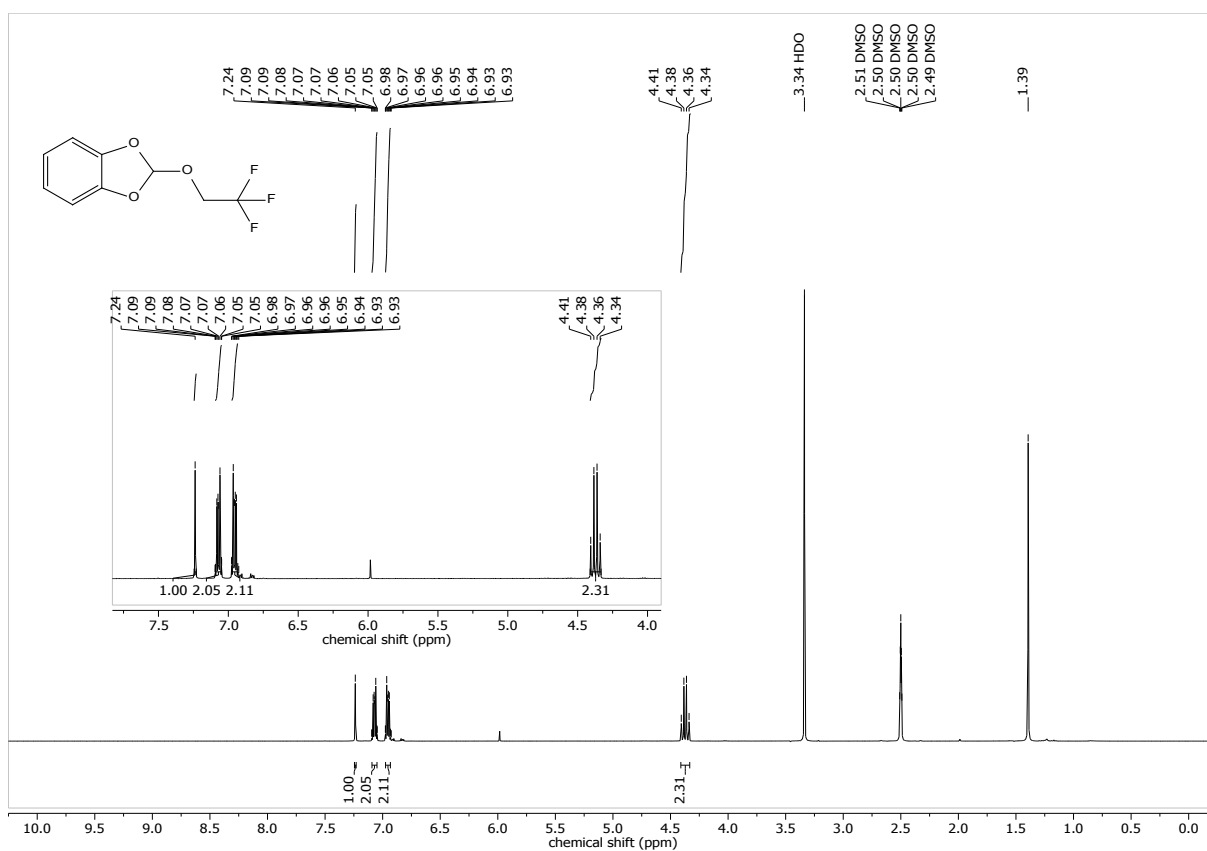 7.24 7.09 7.09 7.08 7.07 7.07 7.06 7.05 7.05 6.98 6.97 6.96 6.96 6.95 6.94 6.93 6.93
4.41 4.38 4.36 4.34
3.34 HDO
2.51 DMSO
2.50 DMSO
2.50 DMSO
2.50 DMSO
2.49 DMSO
1.39
O
O
O
F
F
F
7.24 7.09 7.09 7.08 7.07 7.07 7.06 7.05 7.05 6.98 6.97 6.96 6.96 6.95 6.94 6.93 6.93
4.41 4.38 4.36 4.34
1.00 2.05 2.11 2.31
7.5 7.0 6.5 6.0 5.5 5.0 4.5 4.0
chemical shift (ppm)
1.00 2.05 2.11 2.31
10.0 9.5 9.0 8.5 8.0 7.5 7.0 6.5 6.0 5.5 5.0 4.5 4.0 3.5 3.0 2.5 2.0 1.5 1.0 0.5 0.0
chemical shift (ppm)